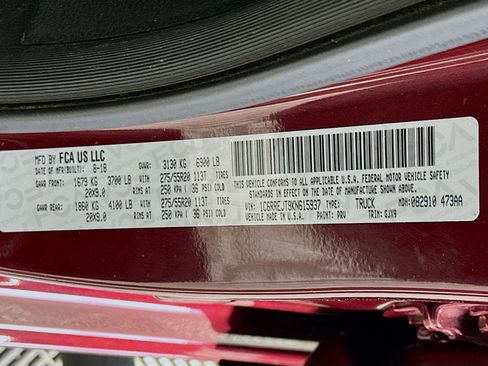 MFD BY FCA US LLC
DATE OF MFR(BUILT): 8-18 GVWR: 3130 KG 6900 LB
GAWR FRONT: 1679 KG 3700 LB 275/55R20 113T TIRES
20X9.0 RIMS AT 250 KPA / 36 PSI COLD
GAWR REAR: 1860 KG 4100 LB 275/55R20 113T
20X9.0 RIMS AT 250 KPA / 36 PSI COLD
THIS VEHICLE CONFORMS TO ALL APPLICABLE U.S.A. FEDERAL MOTOR VEHICLE SAFETY
STANDARDS IN EFFECT ON THE DATE OF MANUFACTURE SHOWN ABOVE.
VEHICLE MADE IN U.S.A.
VIN: 1C6RREJT9KN615937 TYPE: TRUCK MDH: 082910 473AA
PAINT: PRV TRIM: GJX9